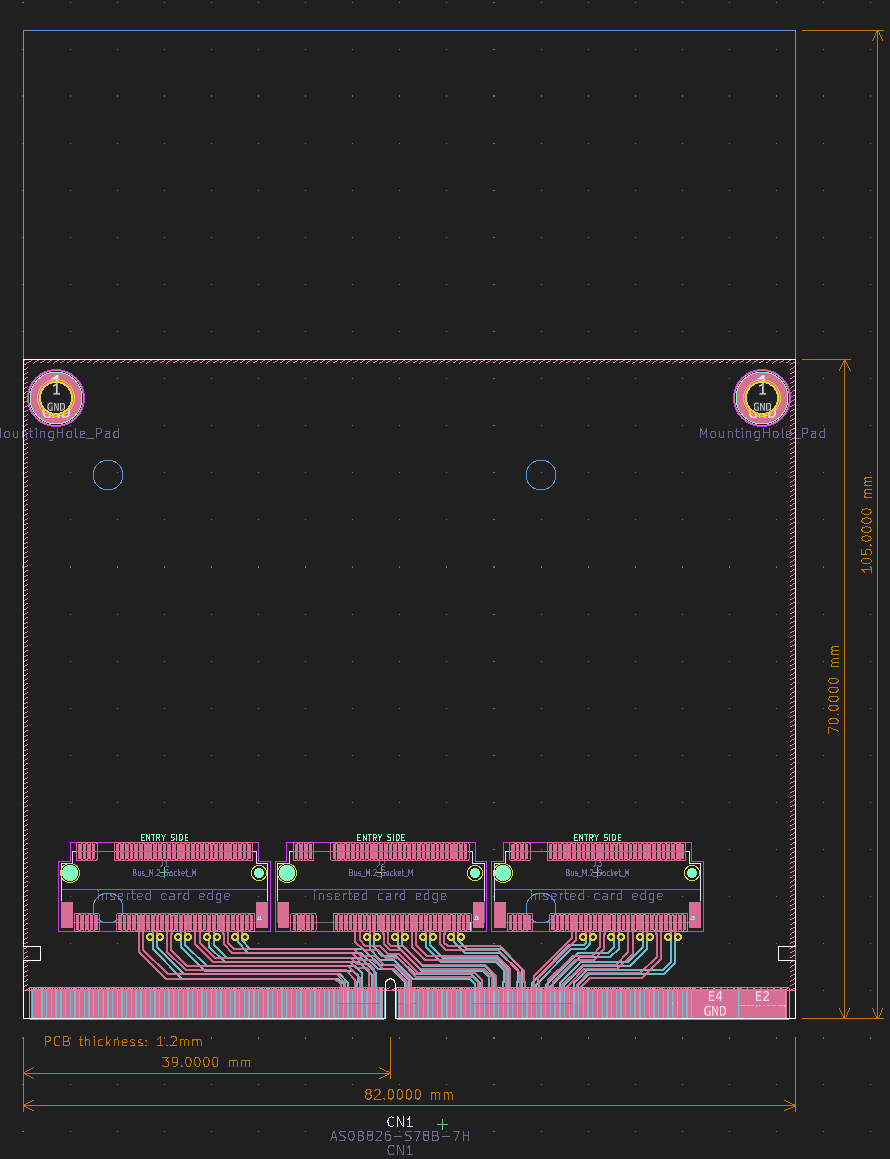 1
GND
MountingHole_Pad
1
GND
MountingHole_Pad
105.0000 mm
70.0000 mm
ENTRY SIDE
ENTRY SIDE
ENTRY SIDE
J1
J2
J3
Bus_M.2_Socket_M
Bus_M.2_Socket_M
Bus_M.2_Socket_M
inserted card edge
inserted card edge
inserted card edge
E4
E2
GND
PCB thickness: 1.2mm
39.0000 mm
82.0000 mm
CN1
AS0B826-S78B-7H
CN1